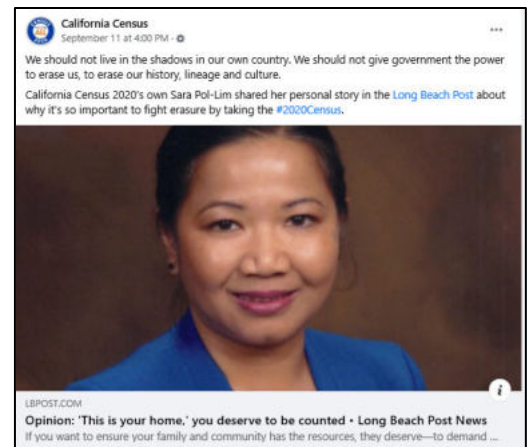 California Census
September 11 at 4:00 PM ·
We should not live in the shadows in our own country. We should not give government the power
to erase us, to erase our history, lineage and culture.
California Census 2020's own Sara Pol-Lim shared her personal story in the Long Beach Post about
why it's so important to fight erasure by taking the #2020Census.
i
LBPOST.COM
Opinion: 'This is your home,' you deserve to be counted • Long Beach Post News
If you want to ensure your family and community has the resources, they deserve—to demand ...